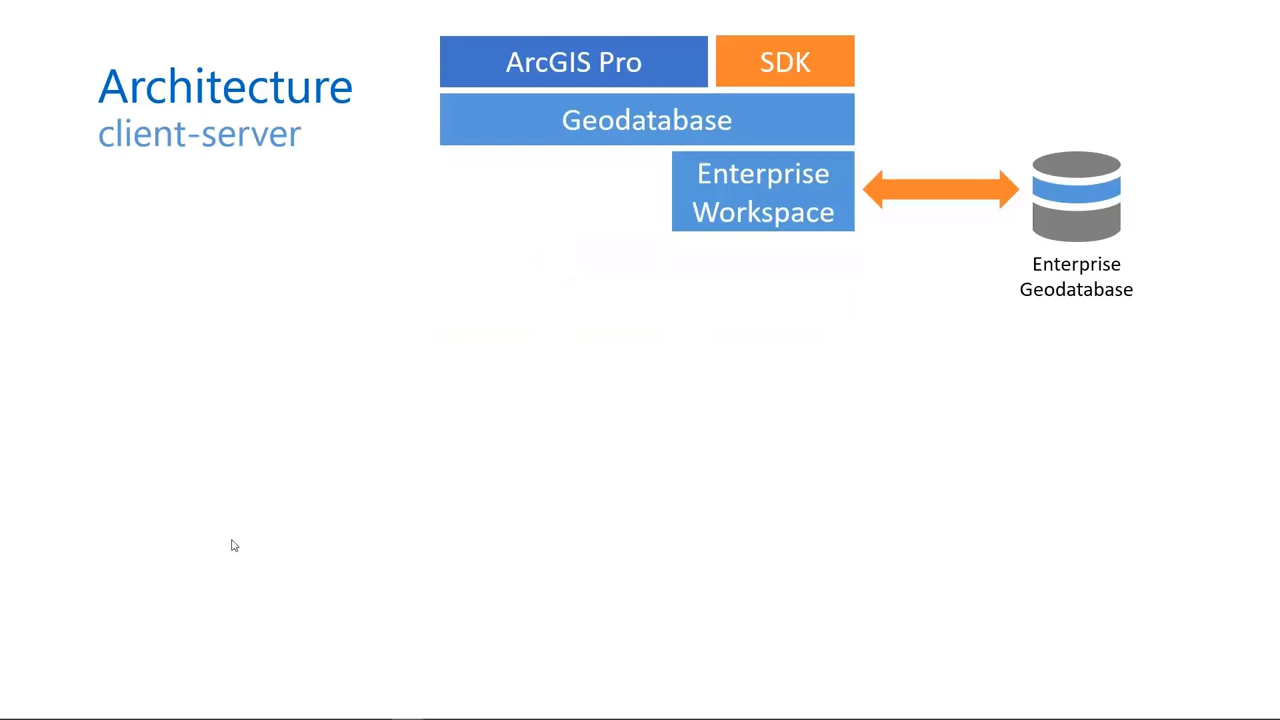 Architecture
client-server
ArcGIS Pro
SDK
Geodatabase
Enterprise
Workspace
Enterprise
Geodatabase